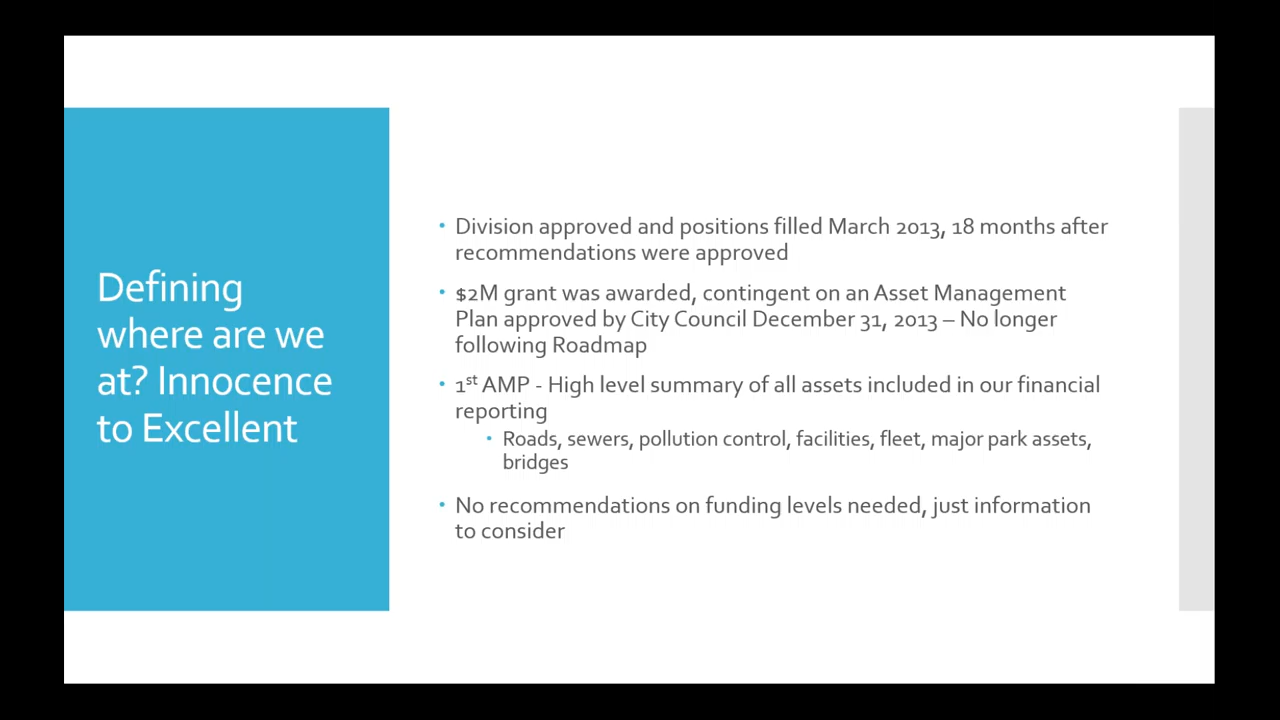 Defining
where are we
at? Innocence
to Excellent
• Division approved and positions filled March 2013, 18 months after
recommendations were approved
• $2M grant was awarded, contingent on an Asset Management
Plan approved by City Council December 31, 2013 – No longer
following Roadmap
• 1st AMP - High level summary of all assets included in our financial
reporting
• Roads, sewers, pollution control, facilities, fleet, major park assets,
bridges
• No recommendations on funding levels needed, just information
to consider